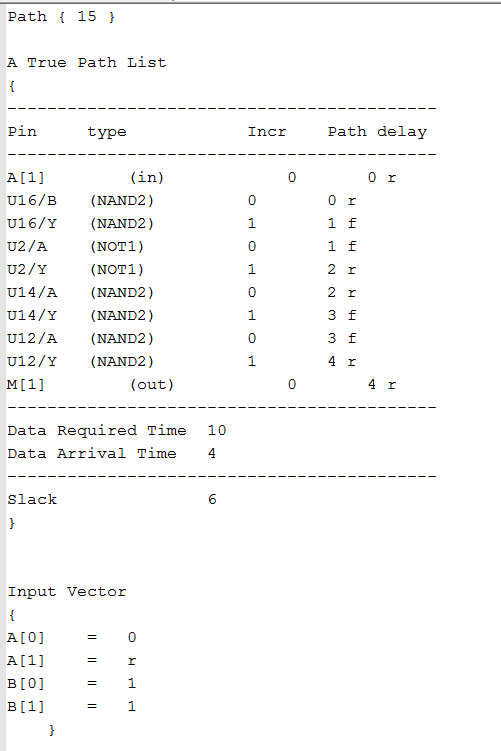 Path { 15 }
A True Path List
{
-------------------------------------------
Pin     type            Incr    Path delay
-------------------------------------------
A[1]        (in)            0       0 r
U16/B   (NAND2)         0       0 r
U16/Y   (NAND2)         1       1 f
U2/A    (NOT1)          0       1 f
U2/Y    (NOT1)          1       2 r
U14/A   (NAND2)         0       2 r
U14/Y   (NAND2)         1       3 f
U12/A   (NAND2)         0       3 f
U12/Y   (NAND2)         1       4 r
M[1]        (out)           0       4 r
-------------------------------------------
Data Required Time  10
Data Arrival Time   4
-------------------------------------------
Slack               6
}
Input Vector
{
A[0]    =   0
A[1]    =   r
B[0]    =   1
B[1]    =   1
    }